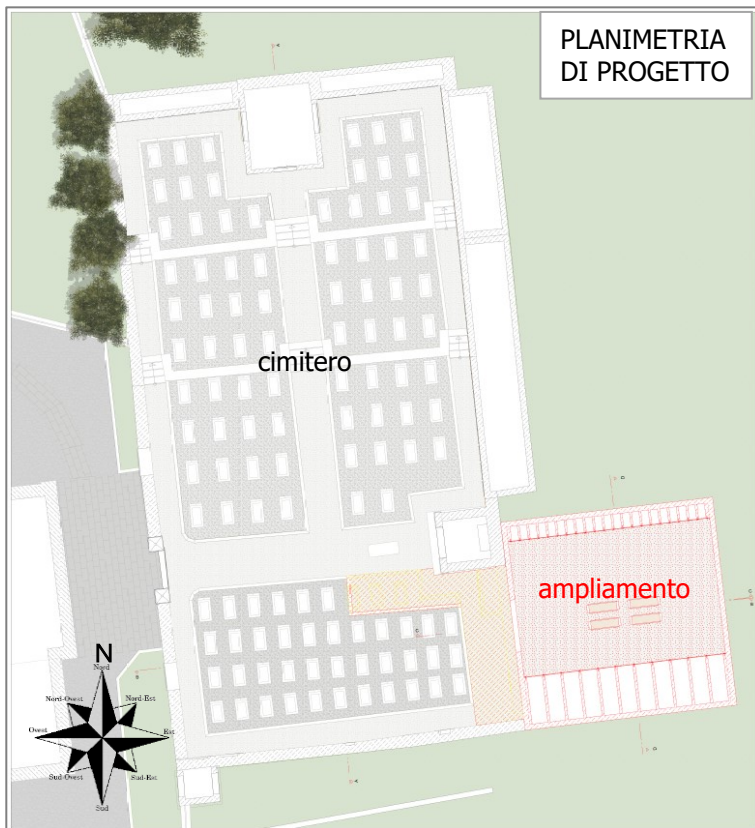 PLANIMETRIA
DI PROGETTO
cimitero
ampliamento
N
Nord
Nord-Ovest
Nord-Est
Ovest
Est
Sud-Ovest
Sud-Est
Sud